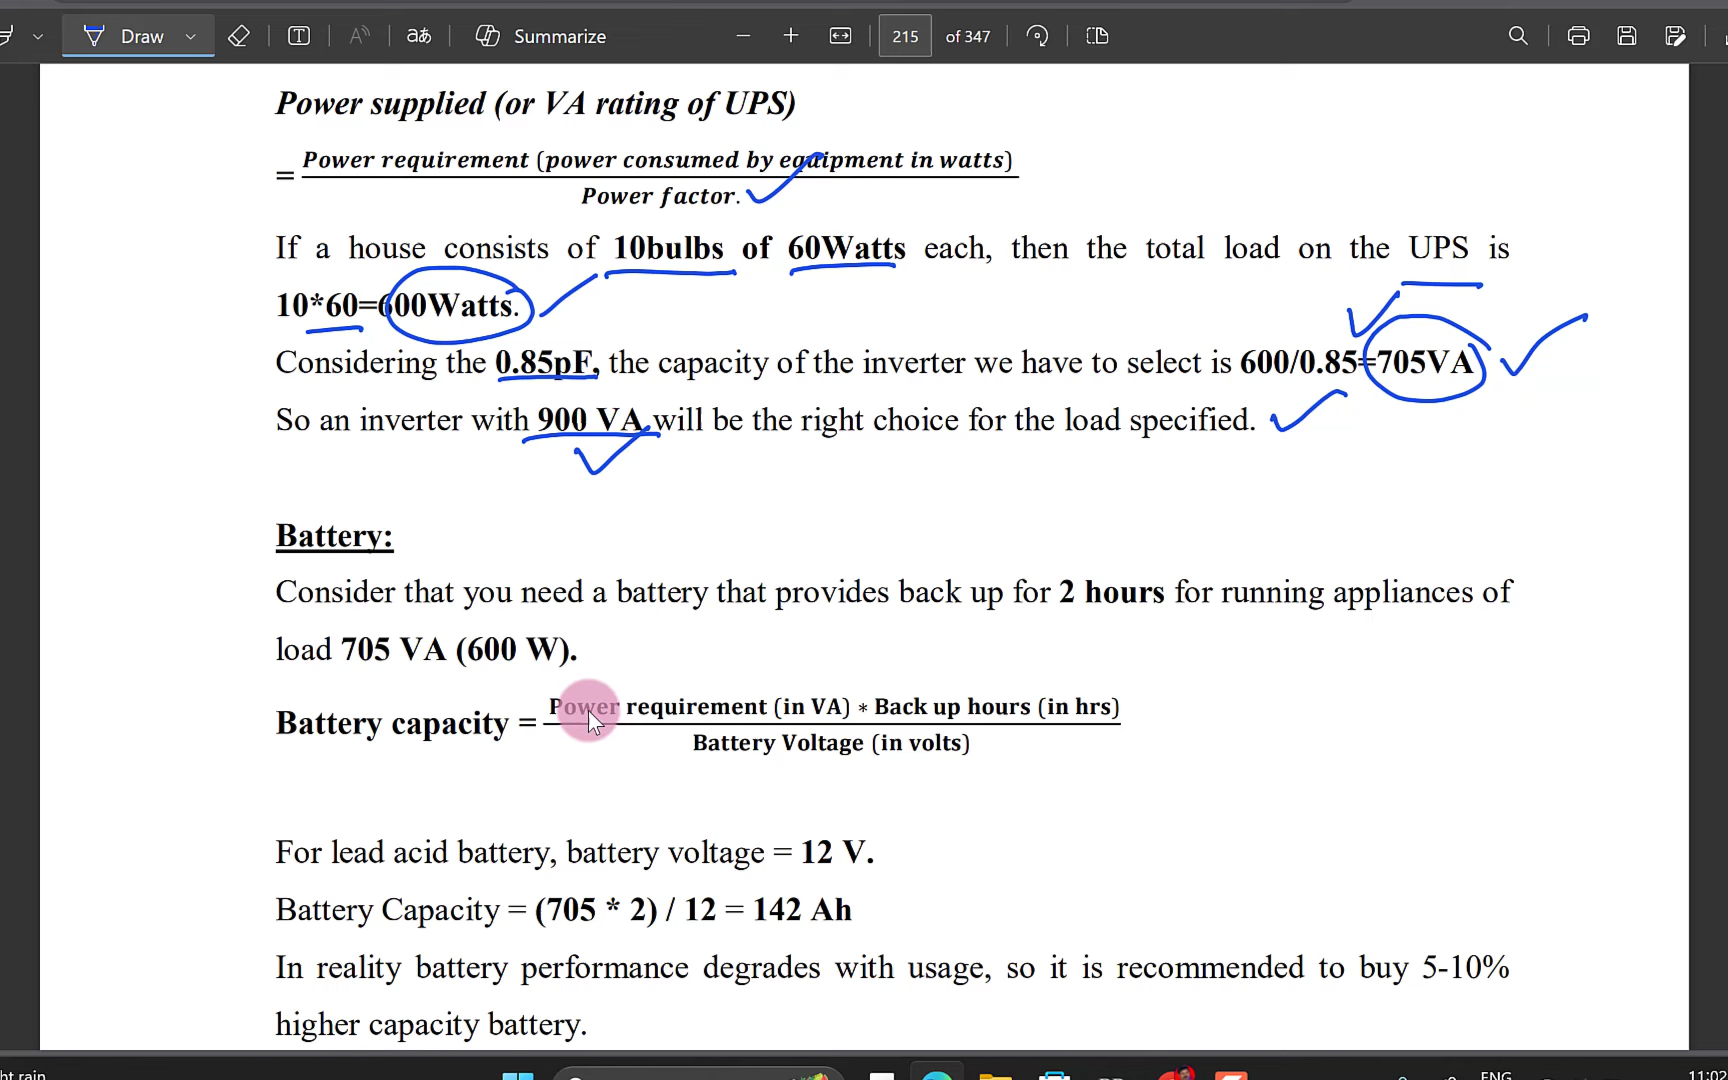 Draw
Summarize
215 of 347
Power supplied (or VA rating of UPS)
= Power requirement (power consumed by equipment in watts)
Power factor.
If a house consists of 10bulbs of 60Watts each, then the total load on the UPS is
10*60=600Watts.
Considering the 0.85pF, the capacity of the inverter we have to select is 600/0.85=705VA
So an inverter with 900 VA will be the right choice for the load specified.
Battery:
Consider that you need a battery that provides back up for 2 hours for running appliances of
load 705 VA (600 W).
Battery capacity = Power requirement (in VA) * Back up hours (in hrs)
Battery Voltage (in volts)
For lead acid battery, battery voltage = 12 V.
Battery Capacity = (705 * 2) / 12 = 142 Ah
In reality battery performance degrades with usage, so it is recommended to buy 5-10%
higher capacity battery.
ht rain
ENG
11:02